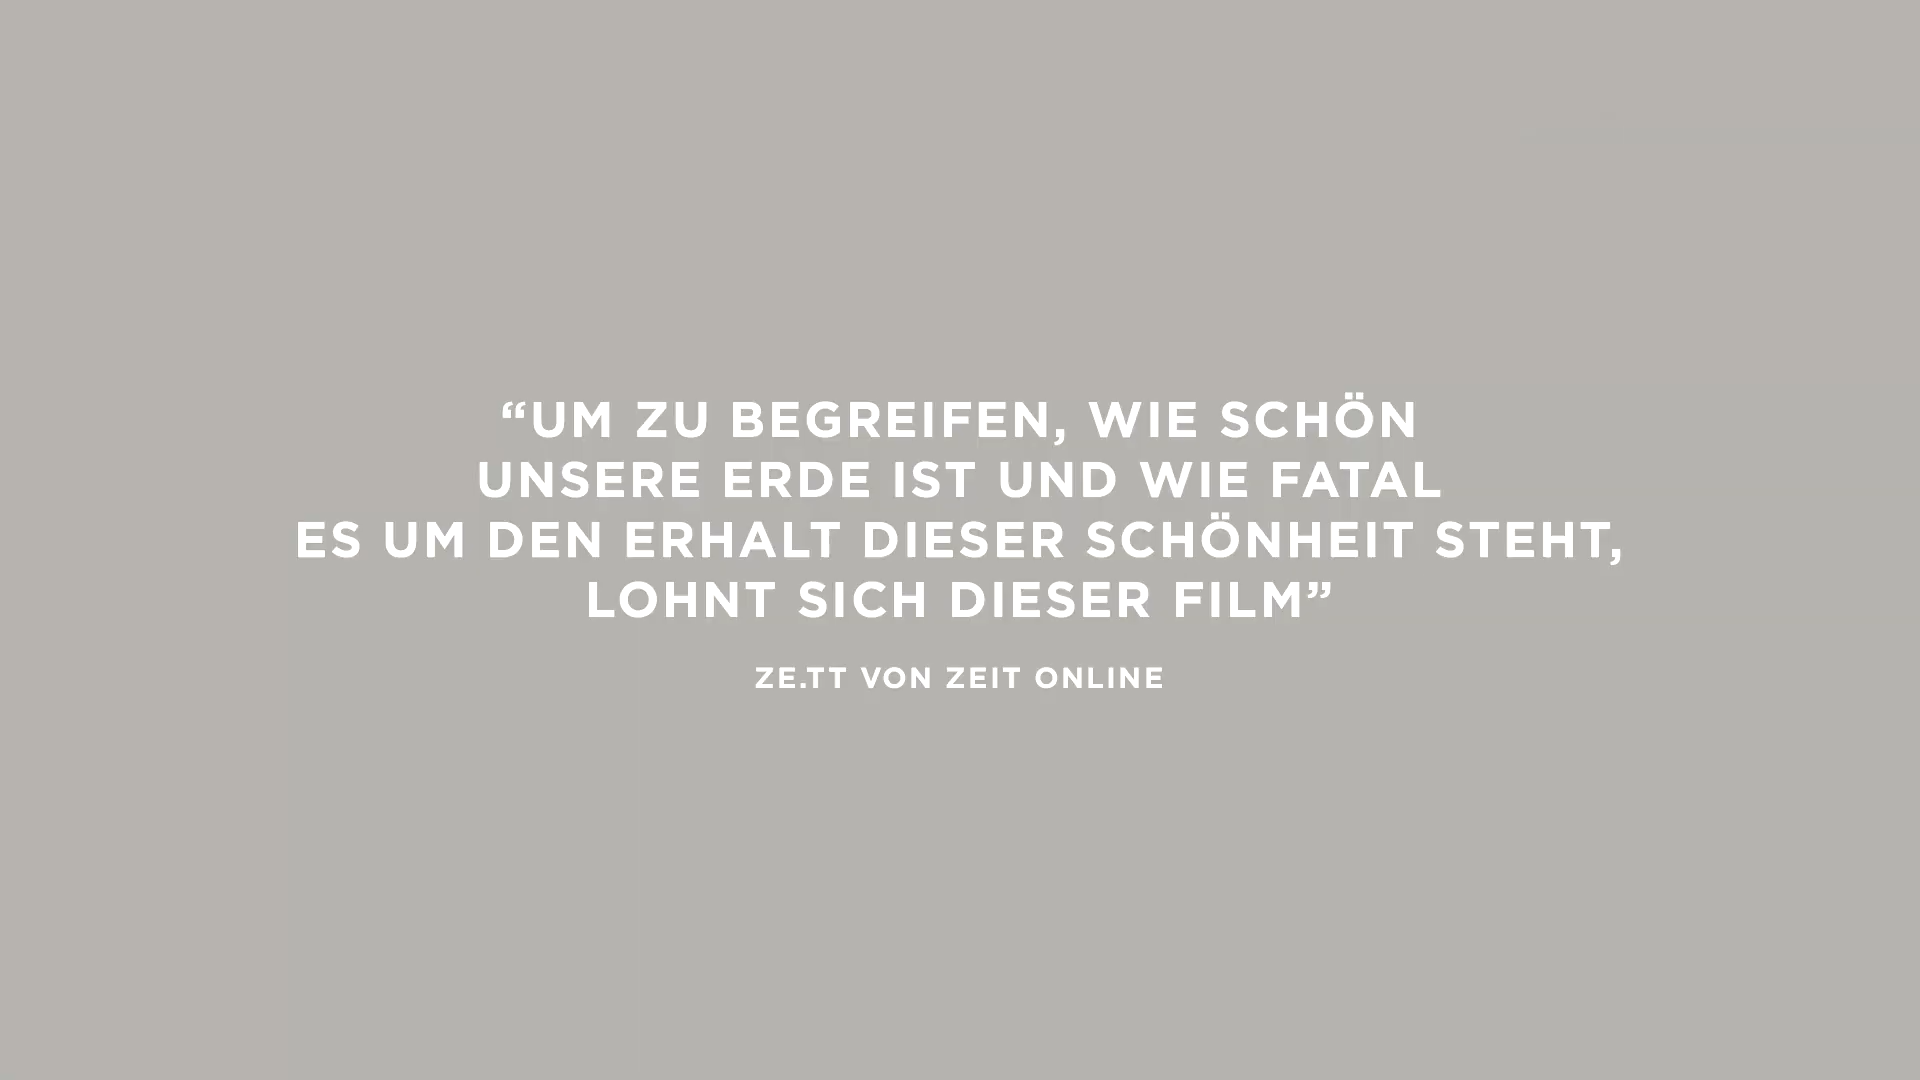 “UM ZU BEGREIFEN, WIE SCHÖN
UNSERE ERDE IST UND WIE FATAL
ES UM DEN ERHALT DIESER SCHÖNHEIT STEHT,
LOHNT SICH DIESER FILM”
ZE.TT VON ZEIT ONLINE